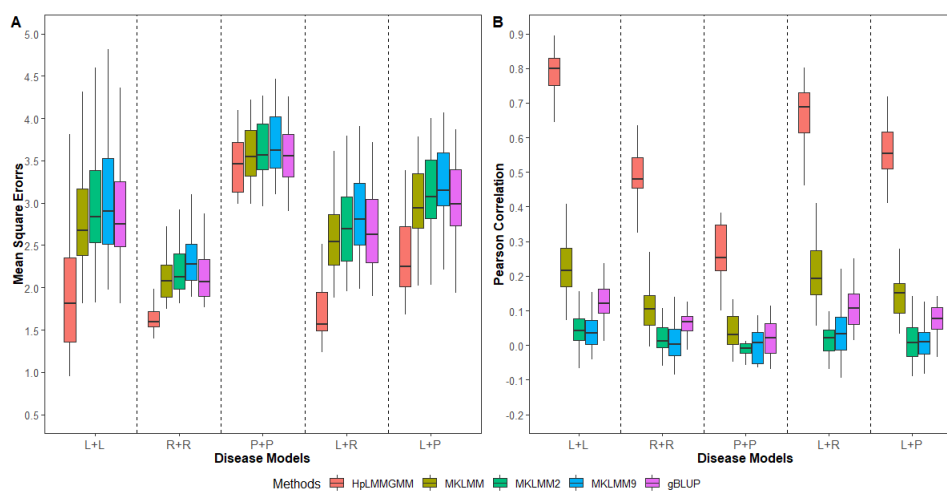 A
Mean Square Erorrs
5.0
4.5
4.0
3.5
3.0
2.5
2.0
1.5
1.0
0.5
L+L
R+R
P+P
L+R
L+P
Disease Models
B
Pearson Correlation
0.9
0.8
0.7
0.6
0.5
0.4
0.3
0.2
0.1
0.0
-0.1
-0.2
L+L
R+R
P+P
L+R
L+P
Disease Models
Methods HpLMMGMM MKLMM MKLMM2 MKLMM9 gBLUP